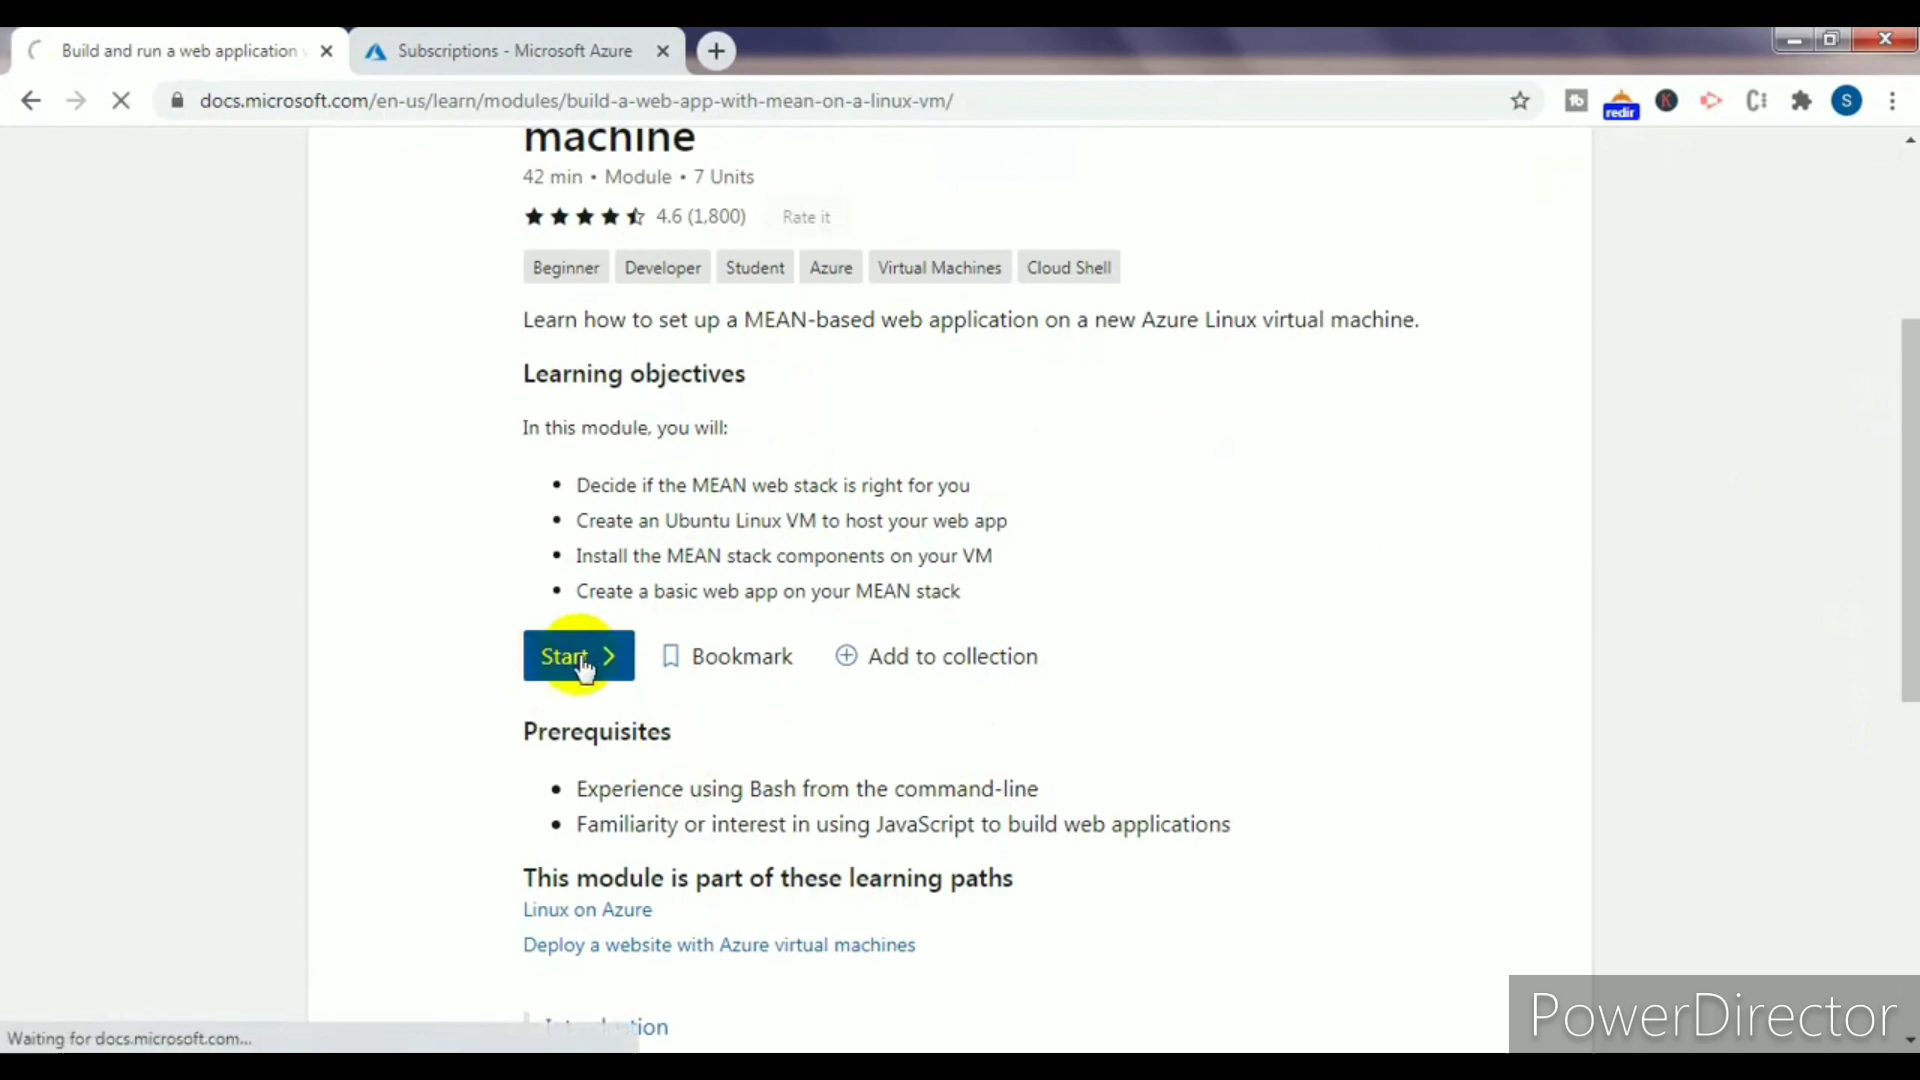 Build and run a web application
Subscriptions - Microsoft Azure
docs.microsoft.com/en-us/learn/modules/build-a-web-app-with-mean-on-a-linux-vm/
redir
S
machine
42 min • Module • 7 Units
4.6 (1,800)
Rate it
Beginner
Developer
Student
Azure
Virtual Machines
Cloud Shell
Learn how to set up a MEAN-based web application on a new Azure Linux virtual machine.
Learning objectives
In this module, you will:
Decide if the MEAN web stack is right for you
Create an Ubuntu Linux VM to host your web app
Install the MEAN stack components on your VM
Create a basic web app on your MEAN stack
Start
Bookmark
Add to collection
Prerequisites
Experience using Bash from the command-line
Familiarity or interest in using JavaScript to build web applications
This module is part of these learning paths
Linux on Azure
Deploy a website with Azure virtual machines
Waiting for docs.microsoft.com...
PowerDirector